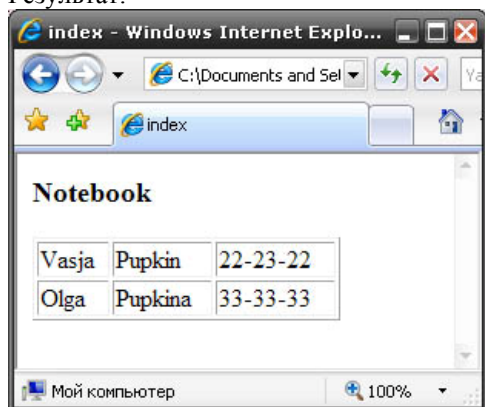 Результат:
index - Windows Internet Explo...
C:\Documents and Set
Ya
index
Notebook
Vasja Pupkin 22-23-22
Olga Pupkina 33-33-33
Мой компьютер 100%